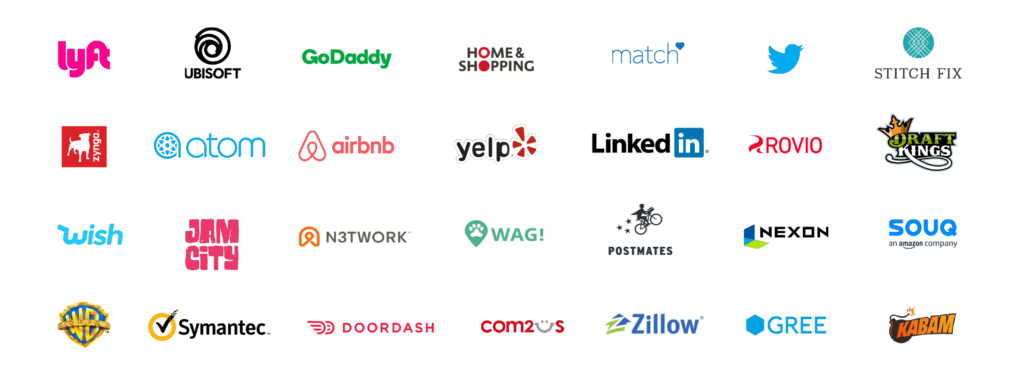 lyft
UBISOFT
GoDaddy
HOME &
SHOPPING
match
STITCH FIX
zynga
atom
airbnb
yelp
LinkedIn
ROVIO
DRAFT
KINGS
wish
JAM
CITY
N3TWORK
WAG!
POSTMATES
NEXON
SOUQ
an amazon company
WB
Symantec.
DOORDASH
com2us
Zillow
GREE
KABAM